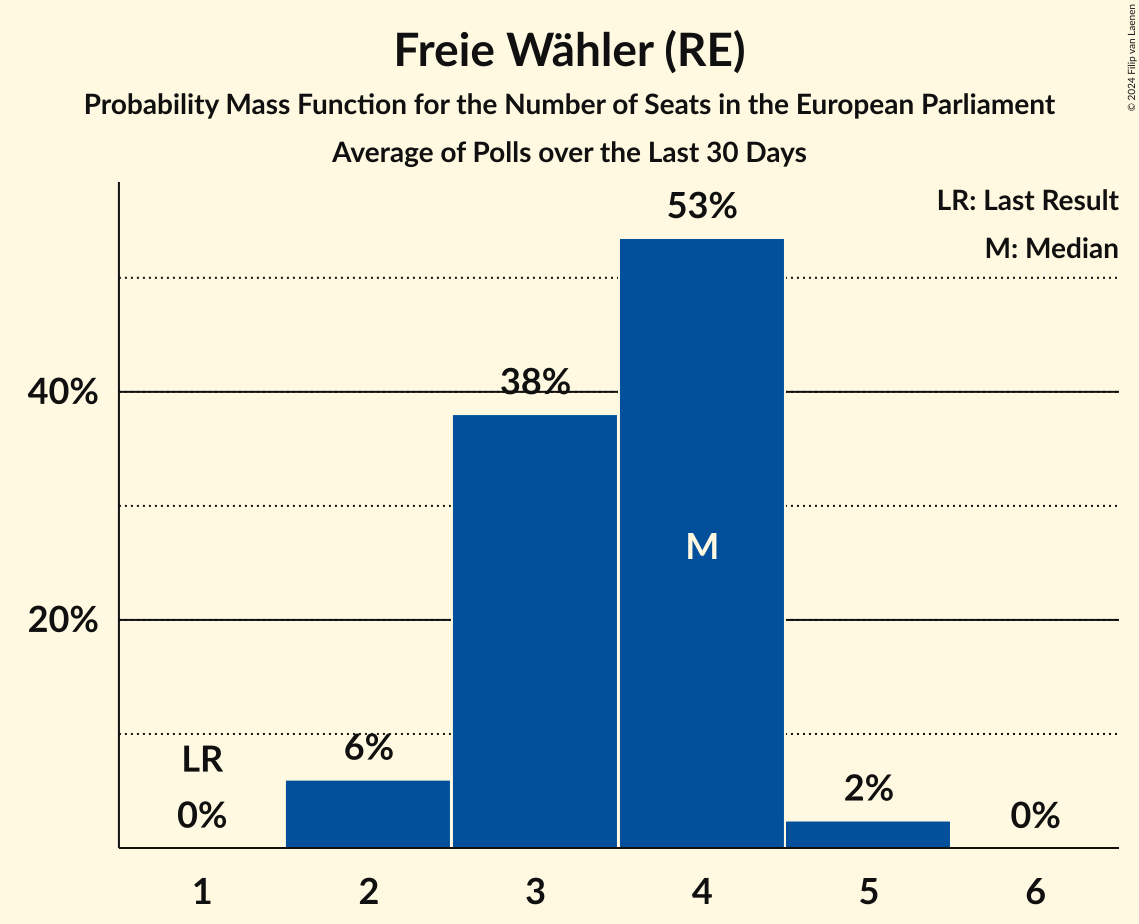 Freie Wähler (RE)
Probability Mass Function for the Number of Seats in the European Parliament
Average of Polls over the Last 30 Days
© 2024 Filip van Laenen
LR: Last Result
M: Median
53%
40%
38%
M
20%
LR
0%
6%
2%
0%
1 2 3 4 5 6